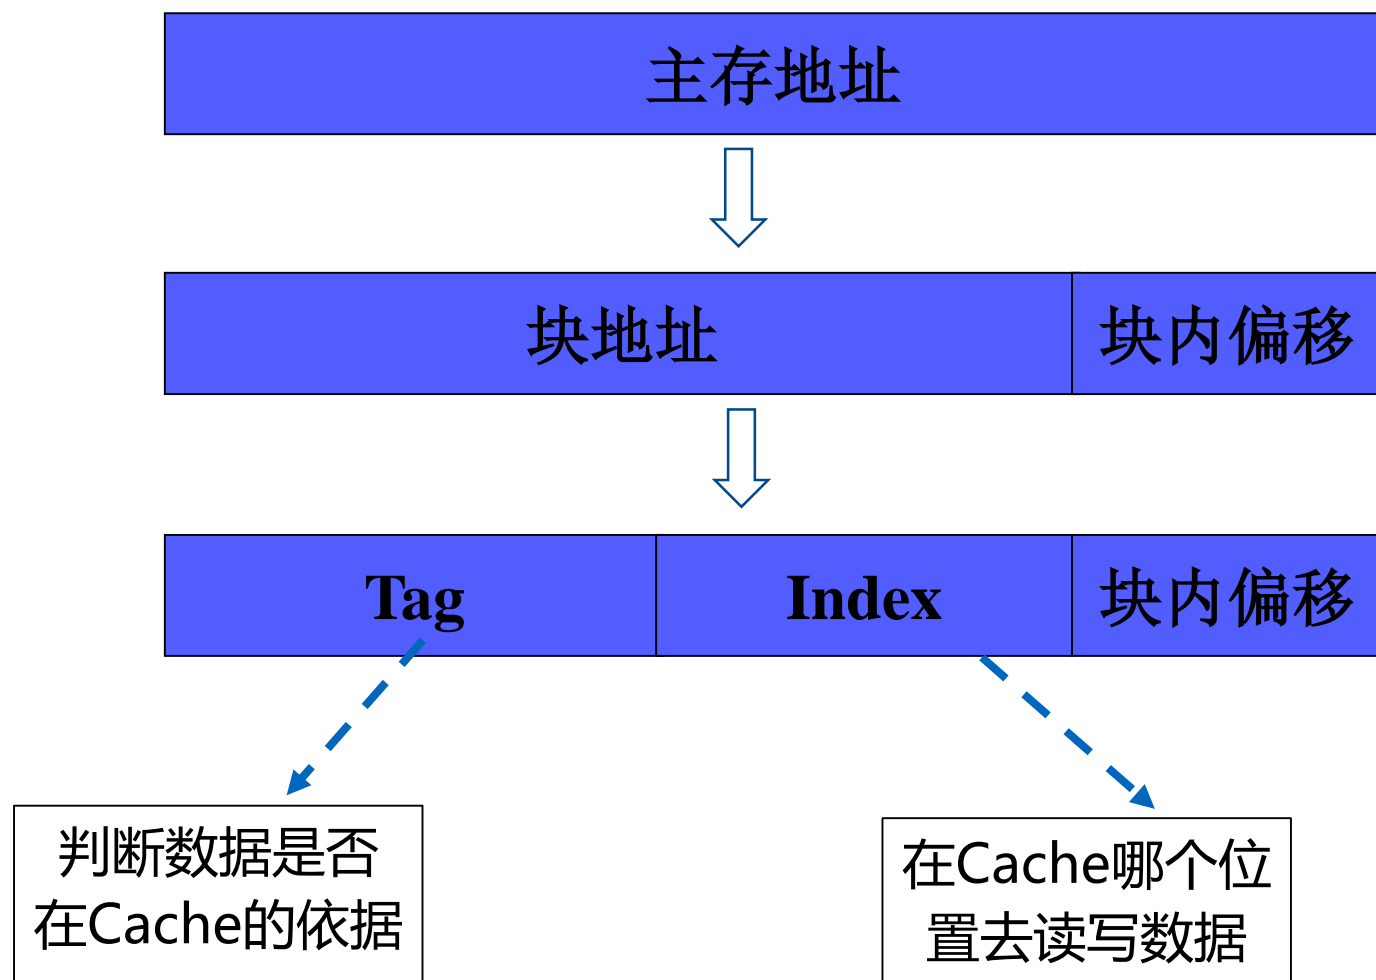 主存地址
块地址 块内偏移
Tag Index 块内偏移
判断数据是否
在Cache的依据
在Cache哪个位
置去读写数据